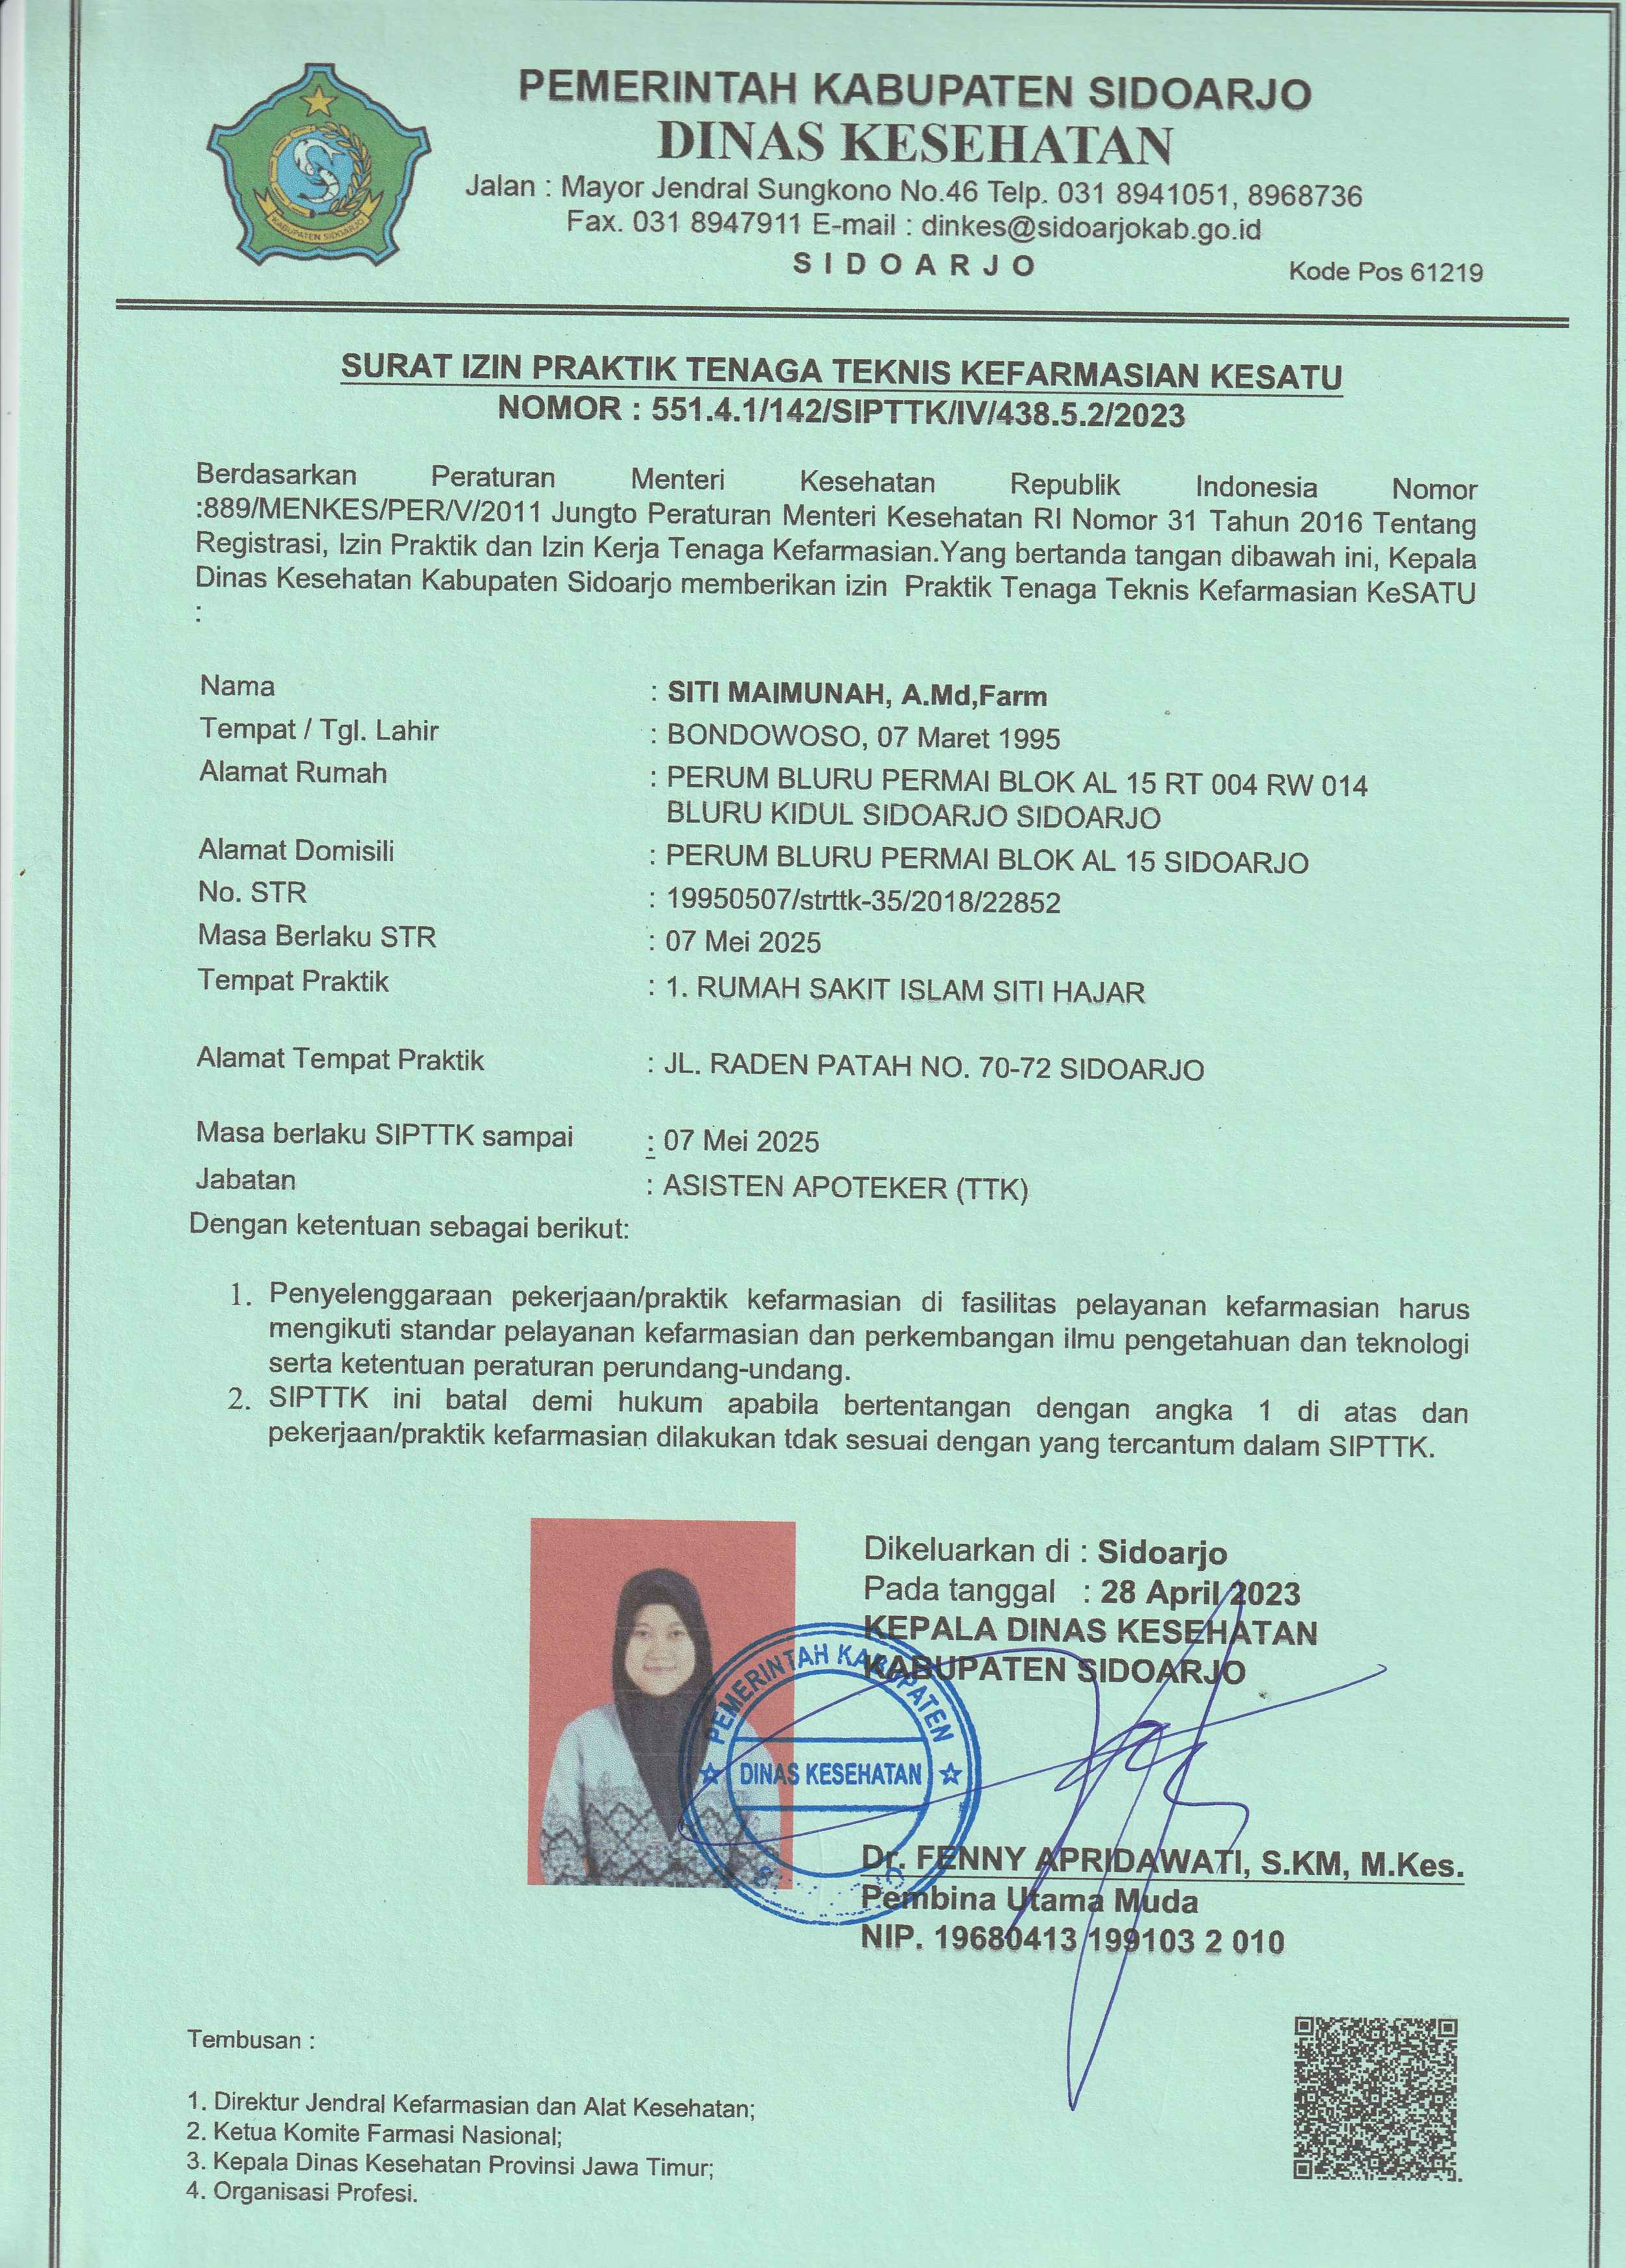 KABUPATEN SIDOARJO
PEMERINTAH KABUPATEN SIDOARJO
DINAS KESEHATAN
Jalan : Mayor Jendral Sungkono No.46 Telp. 031 8941051, 8968736
Fax. 031 8947911 E-mail : dinkes@sidoarjokab.go.id
S I D O A R J O
Kode Pos 61219
SURAT IZIN PRAKTIK TENAGA TEKNIS KEFARMASIAN KESATU
NOMOR : 551.4.1/142/SIPTTK/IV/438.5.2/2023
Berdasarkan Peraturan Menteri Kesehatan Republik Indonesia Nomor
:889/MENKES/PER/V/2011 Jungto Peraturan Menteri Kesehatan RI Nomor 31 Tahun 2016 Tentang
Registrasi, Izin Praktik dan Izin Kerja Tenaga Kefarmasian.Yang bertanda tangan dibawah ini, Kepala
Dinas Kesehatan Kabupaten Sidoarjo memberikan izin Praktik Tenaga Teknis Kefarmasian KeSATU
:
Nama : SITI MAIMUNAH, A.Md,Farm
Tempat / Tgl. Lahir : BONDOWOSO, 07 Maret 1995
Alamat Rumah : PERUM BLURU PERMAI BLOK AL 15 RT 004 RW 014
BLURU KIDUL SIDOARJO SIDOARJO
Alamat Domisili : PERUM BLURU PERMAI BLOK AL 15 SIDOARJO
No. STR : 19950507/strttk-35/2018/22852
Masa Berlaku STR : 07 Mei 2025
Tempat Praktik : 1. RUMAH SAKIT ISLAM SITI HAJAR
Alamat Tempat Praktik : JL. RADEN PATAH NO. 70-72 SIDOARJO
Masa berlaku SIPTTK sampai : 07 Mei 2025
Jabatan : ASISTEN APOTEKER (TTK)
Dengan ketentuan sebagai berikut:
1. Penyelenggaraan pekerjaan/praktik kefarmasian di fasilitas pelayanan kefarmasian harus
mengikuti standar pelayanan kefarmasian dan perkembangan ilmu pengetahuan dan teknologi
serta ketentuan peraturan perundang-undang.
2. SIPTTK ini batal demi hukum apabila bertentangan dengan angka 1 di atas dan
pekerjaan/praktik kefarmasian dilakukan tdak sesuai dengan yang tercantum dalam SIPTTK.
Dikeluarkan di : Sidoarjo
Pada tanggal : 28 April 2023
KEPALA DINAS KESEHATAN
KABUPATEN SIDOARJO
PEMERINTAH KABUPATEN
DINAS KESEHATAN
Dr. FENNY APRIDAWATI, S.KM, M.Kes.
Pembina Utama Muda
NIP. 19680413 199103 2 010
Tembusan :
1. Direktur Jendral Kefarmasian dan Alat Kesehatan;
2. Ketua Komite Farmasi Nasional;
3. Kepala Dinas Kesehatan Provinsi Jawa Timur;
4. Organisasi Profesi.